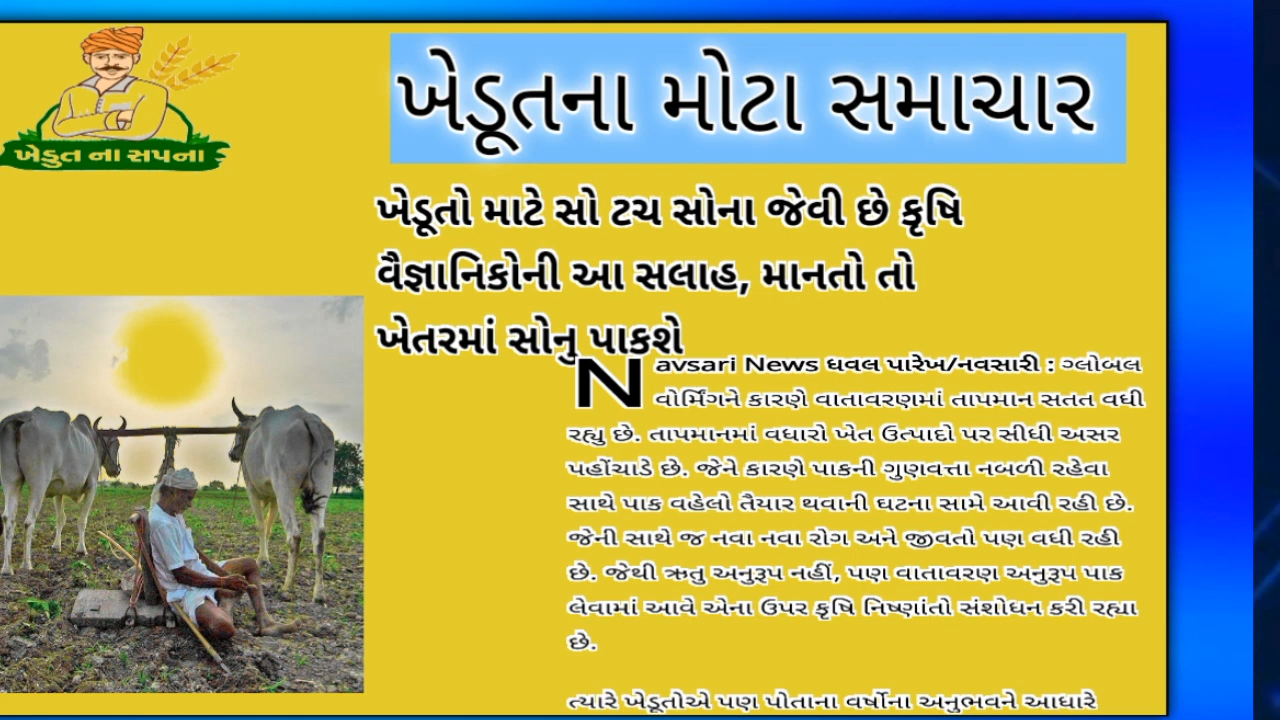 ખેડુત ના સપના
ખેડૂતના મોટા સમાચાર
ખેડૂતો માટે સો ટચ સોના જેવી છે કૃષિ
વૈજ્ઞાનિકોની આ સલાહ, માનતો તો
ખેતરમાં સોનુ પાકશે
Navsari News ધવલ પારેખ/નવસારી : ગ્લોબલ
વોર્મિંગને કારણે વાતાવરણમાં તાપમાન સતત વધી
રહ્યુ છે. તાપમાનમાં વધારો ખેત ઉત્પાદો પર સીધી અસર
પહોંચાડે છે. જેને કારણે પાકની ગુણવત્તા નબળી રહેવા
સાથે પાક વહેલો તૈયાર થવાની ઘટના સામે આવી રહી છે.
જેની સાથે જ નવા નવા રોગ અને જીવતો પણ વધી રહી
છે. જેથી ઋતુ અનુરૂપ નહીં, પણ વાતાવરણ અનુરૂપ પાક
લેવામાં આવે એના ઉપર કૃષિ નિષ્ણાંતો સંશોધન કરી રહ્યા
છે.
ત્યારે ખેડૂતોએ પણ પોતાના વર્ષોના અનુભવને આધારે